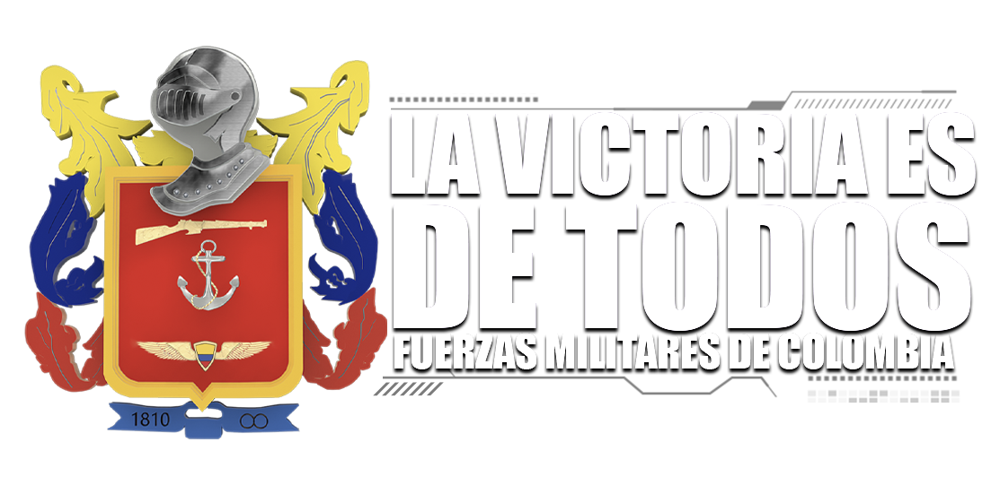 LA VICTORIA ES
DE TODOS
FUERZAS MILITARES DE COLOMBIA
1810 ∞